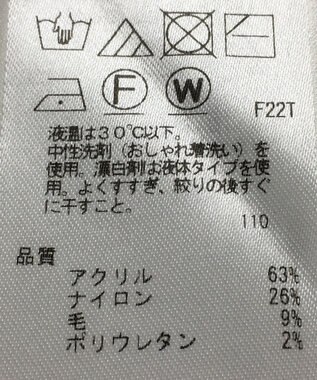 F W F22T
液温は30℃以下。
中性洗剤（おしゃれ着洗い）を
使用。漂白剤は液体タイプを使
用。よくすすぎ、絞りの後すぐ
に干すこと。
110
品質
アクリル 63%
ナイロン 26%
毛 9%
ポリウレタン 2%